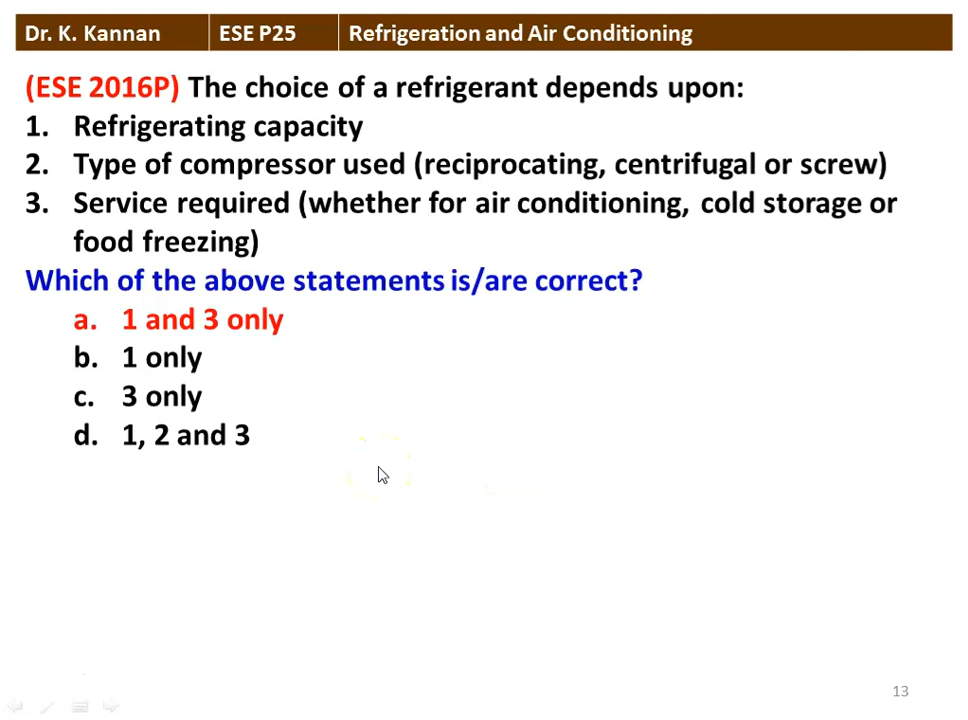 Dr. K. Kannan ESE P25 Refrigeration and Air Conditioning
(ESE 2016P) The choice of a refrigerant depends upon:
1. Refrigerating capacity
2. Type of compressor used (reciprocating, centrifugal or screw)
3. Service required (whether for air conditioning, cold storage or
food freezing)
Which of the above statements is/are correct?
a. 1 and 3 only
b. 1 only
c. 3 only
d. 1, 2 and 3
13